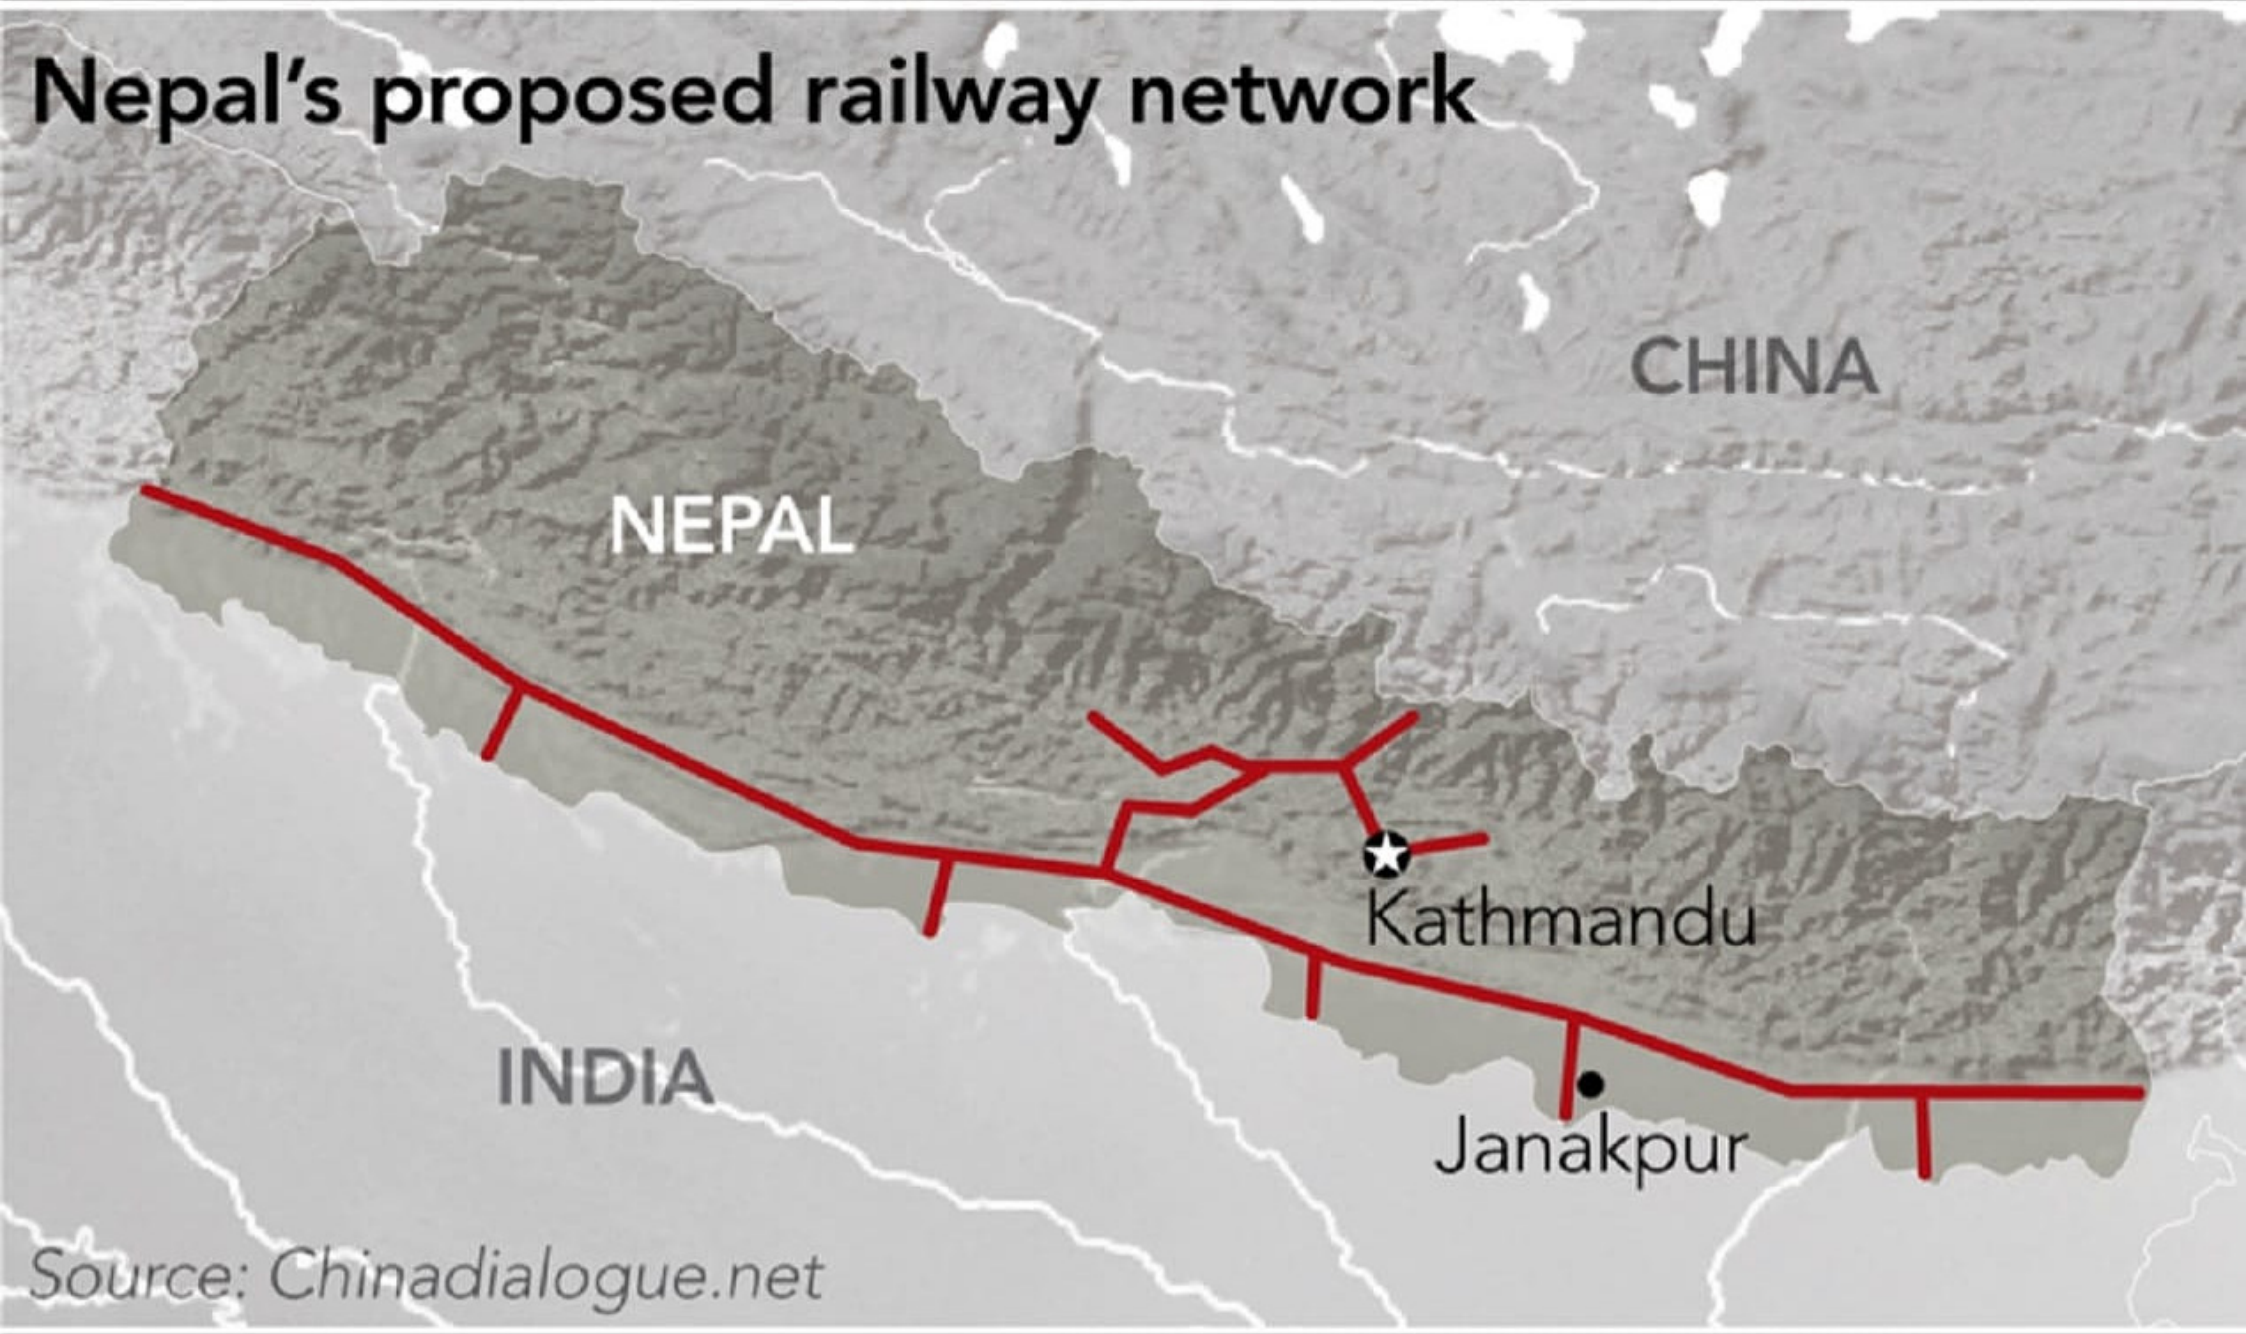 Nepal’s proposed railway network
CHINA
NEPAL
Kathmandu
INDIA
Janakpur
Source: Chinadialogue.net